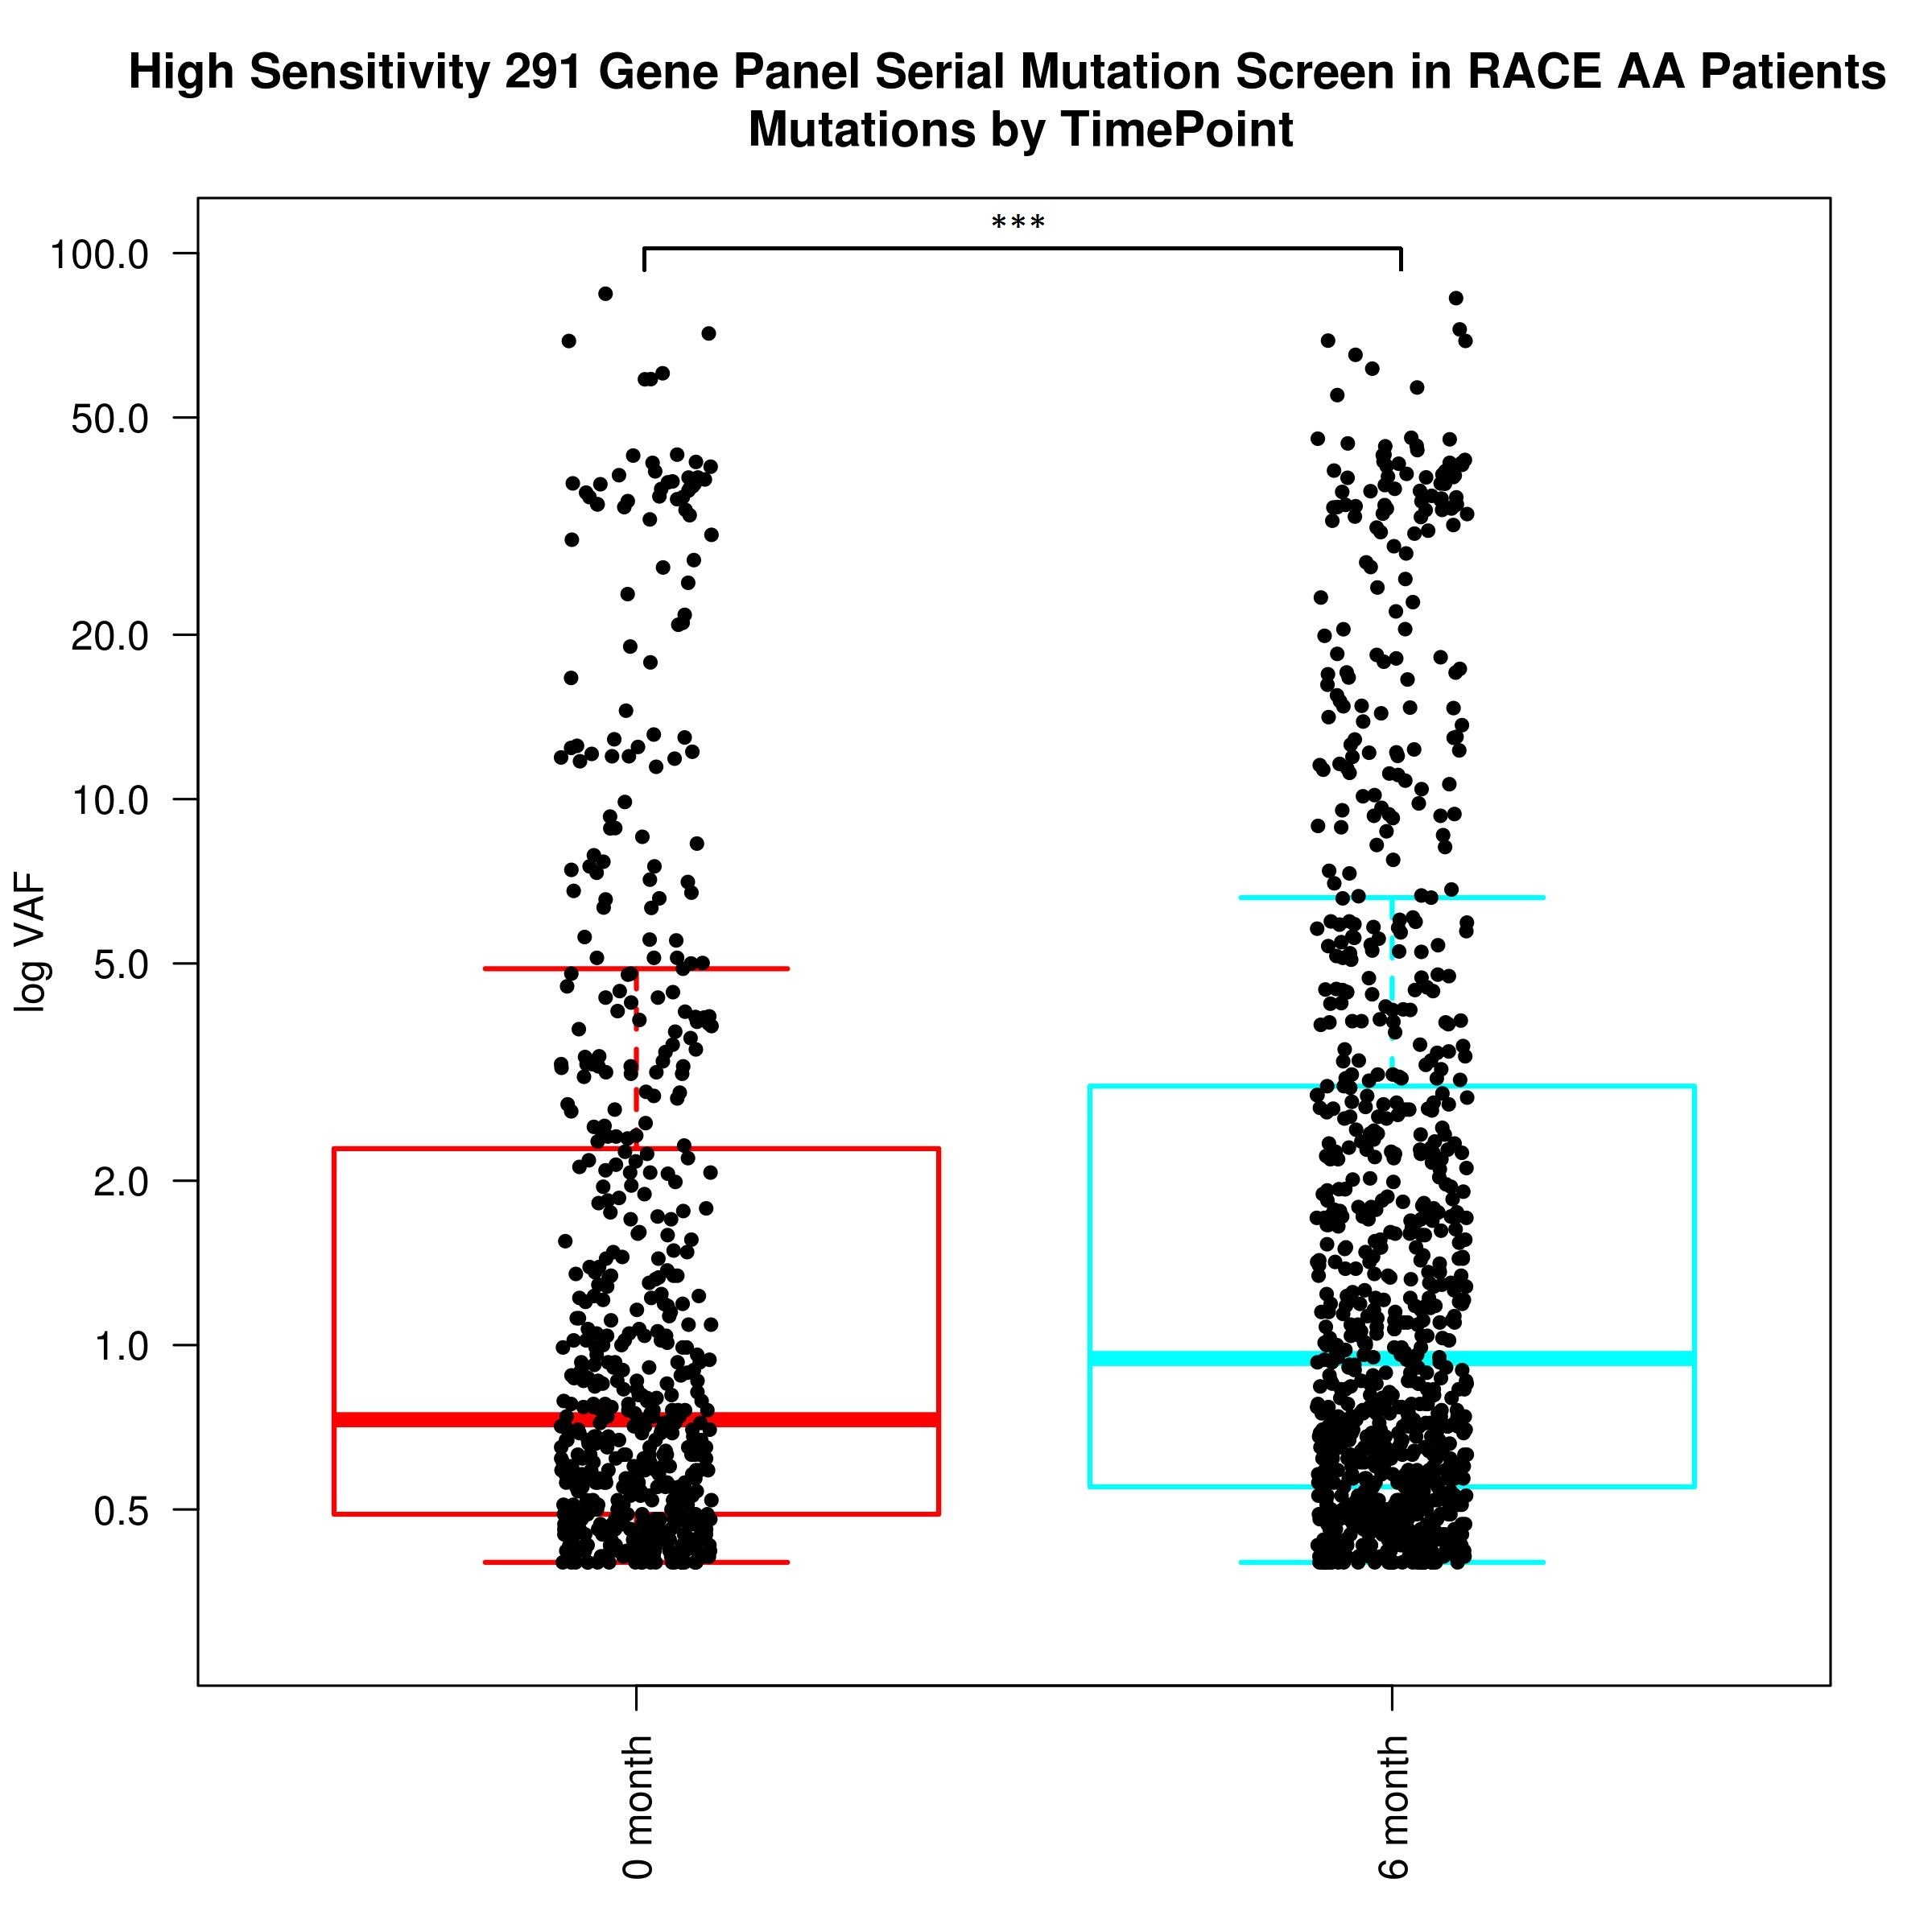 High Sensitivity 291 Gene Panel Serial Mutation Screen in RACE AA Patients
Mutations by TimePoint
***
100.0
50.0
20.0
10.0
5.0
2.0
1.0
0.5
log VAF
0 month
6 month